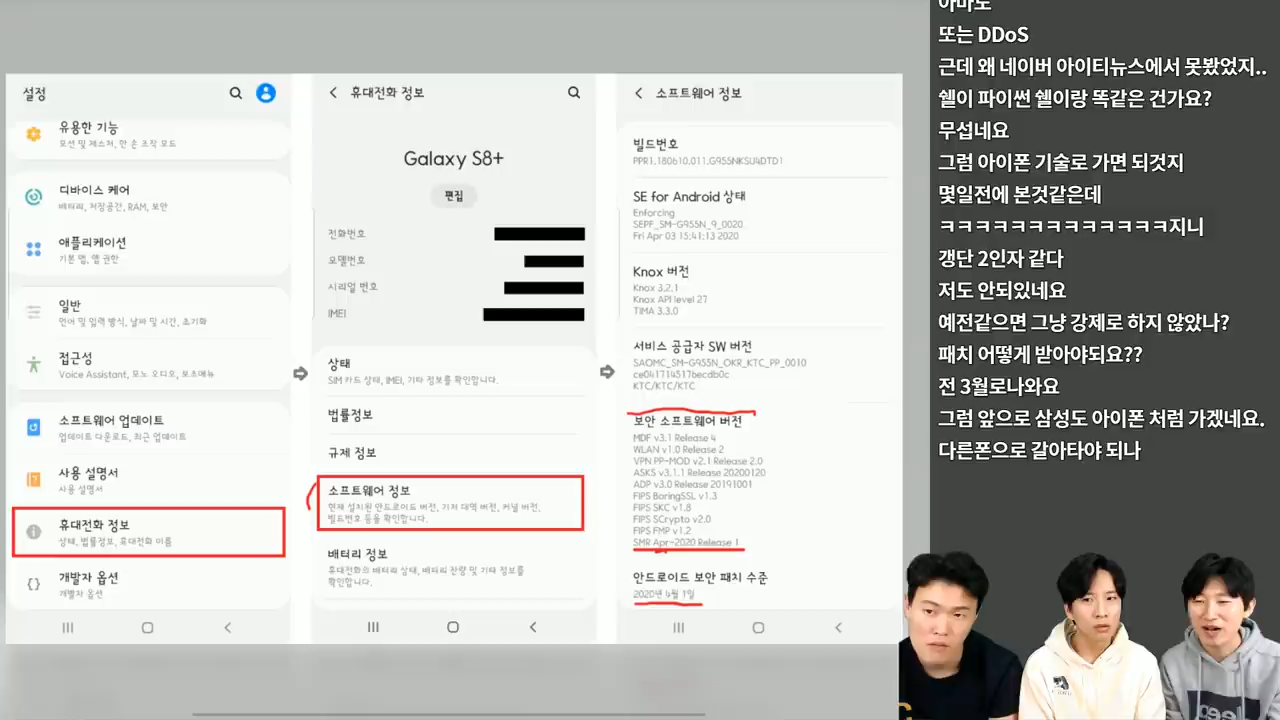 설정
유용한 기능
모션 및 제스처, 한 손 조작 모드
디바이스 케어
배터리, 저장공간, RAM, 보안
애플리케이션
기본 앱, 앱 권한
일반
언어 및 입력 방식, 날짜 및 시간, 초기화
접근성
Voice Assistant, 모노 오디오, 보조메뉴
소프트웨어 업데이트
업데이트 다운로드, 최근 업데이트
사용 설명서
사용 설명서
휴대전화 정보
상태, 법률정보, 휴대전화 이름
개발자 옵션
개발자 옵션
휴대전화 정보
Galaxy S8+
편집
전화번호
모델번호
시리얼 번호
IMEI
상태
SIM 카드 상태, IMEI, 기타 정보를 확인합니다.
법률정보
규제 정보
소프트웨어 정보
현재 설치된 안드로이드 버전, 기저 대역 버전, 커널 버전,
빌드번호 등을 확인합니다.
배터리 정보
휴대전화의 배터리 상태, 배터리 잔량 및 기타 정보를
확인합니다.
소프트웨어 정보
빌드번호
PPR1.180610.011.G955NKSU4DTD1
SE for Android 상태
Enforcing
SEPF_SM-G955N_9_0020
Fri Apr 03 15:41:13 2020
Knox 버전
Knox 3.2.1
Knox API level 27
TIMA 3.3.0
서비스 공급자 SW 버전
SAOMC_SM-G955N_OKR_KTC_PP_0010
ce041714517becdb0c
KTC/KTC/KTC
보안 소프트웨어 버전
MDF v3.1 Release 4
WLAN v1.0 Release 2
VPN PP-MOD v2.1 Release 2.0
ASKS v3.1.1 Release 20200120
ADP v3.0 Release 20191001
FIPS BoringSSL v1.3
FIPS SKC v1.8
FIPS SCrypto v2.0
FIPS FMP v1.2
SMR Apr-2020 Release 1
안드로이드 보안 패치 수준
2020년 4월 1일
아마도
또는 DDoS
근데 왜 네이버 아이티뉴스에서 못봤었지..
쉘이 파이썬 쉘이랑 똑같은 건가요?
무섭네요
그럼 아이폰 기술로 가면 되것지
몇일전에 본것같은데
ㅋㅋㅋㅋㅋㅋㅋㅋㅋㅋㅋㅋㅋ지니
갱단 2인자 같다
저도 안되있네요
예전같으면 그냥 강제로 하지 않았나?
패치 어떻게 받아야되요??
전 3월로나와요
그럼 앞으로 삼성도 아이폰 처럼 가겠네요.
다른폰으로 갈아타야 되나